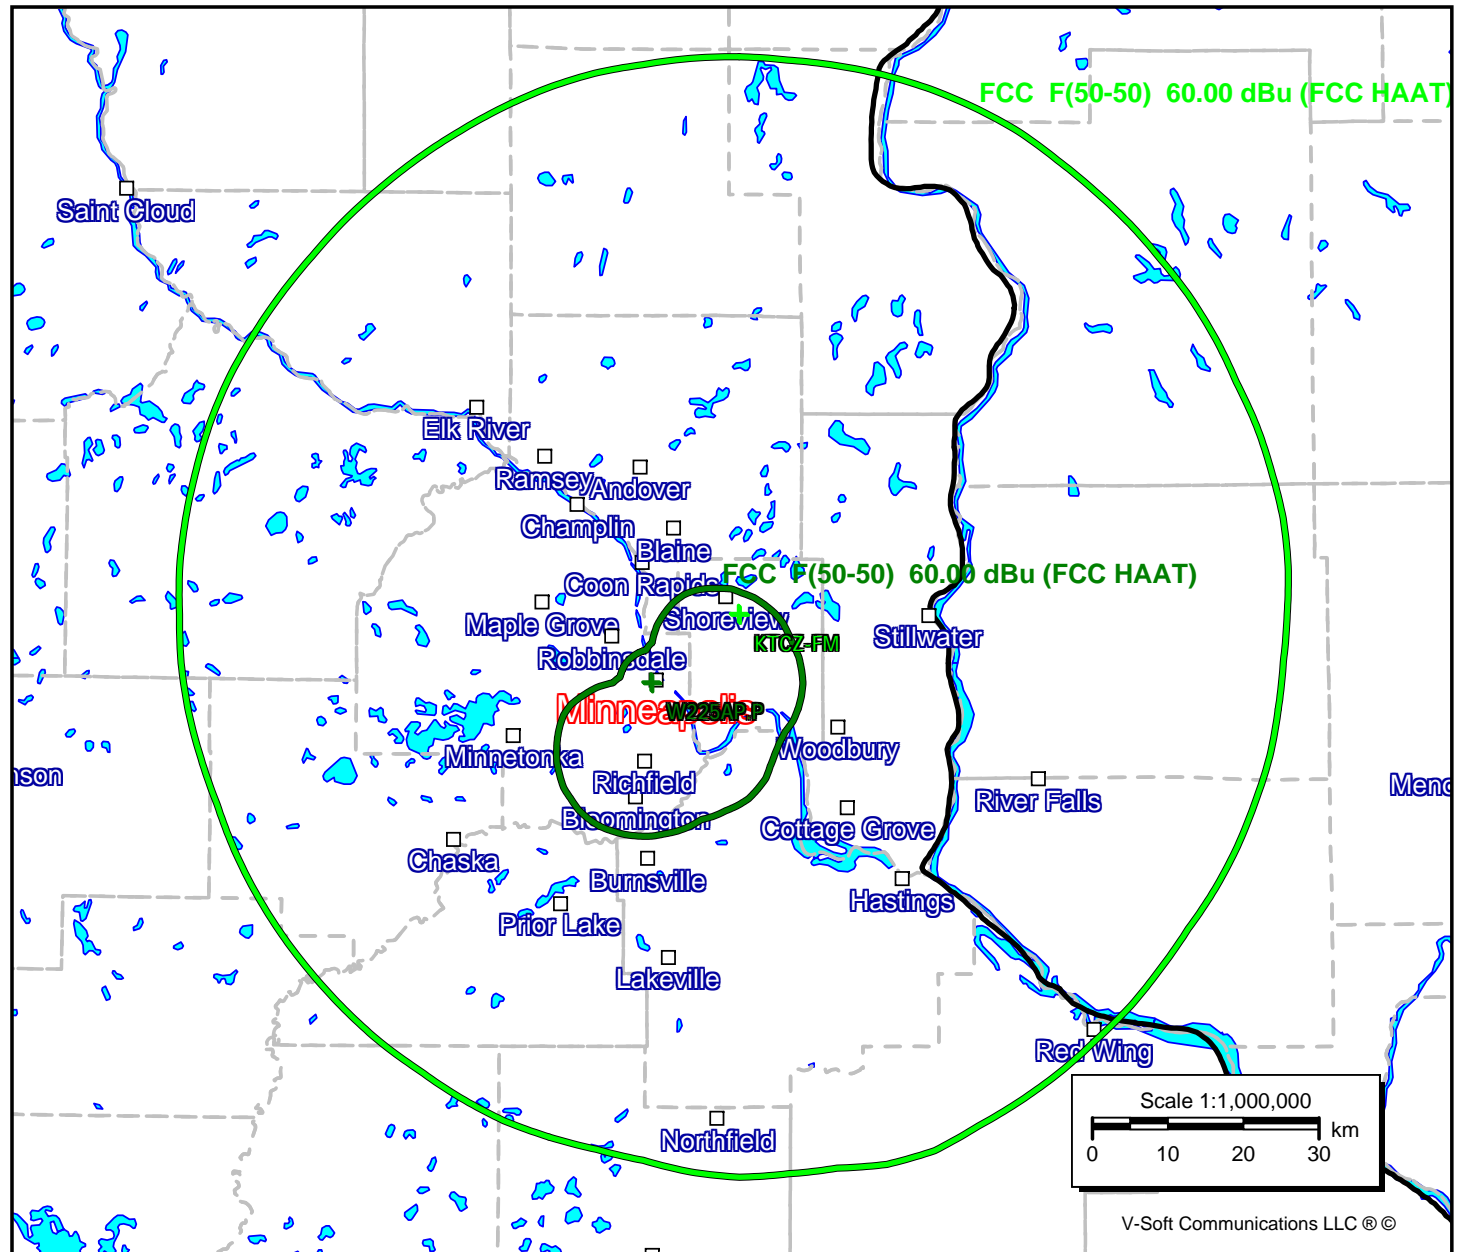 FCC F(50-50) 60.00 dBu (FCC HAAT)
Saint Cloud
Elk River
Ramsey
Andover
Champlin
Blaine
Coon Rapids
FCC F(50-50) 60.00 dBu (FCC HAAT)
Maple Grove
Shoreview
Stillwater
KTCZ-FM
Robbinsdale
Minneapolis
W225AP.P
Minnetonka
Woodbury
nson
Richfield
River Falls
Meno
Bloomington
Cottage Grove
Chaska
Burnsville
Hastings
Prior Lake
Lakeville
Red Wing
Northfield
Scale 1:1,000,000
km
0 10 20 30
V-Soft Communications LLC ® ©